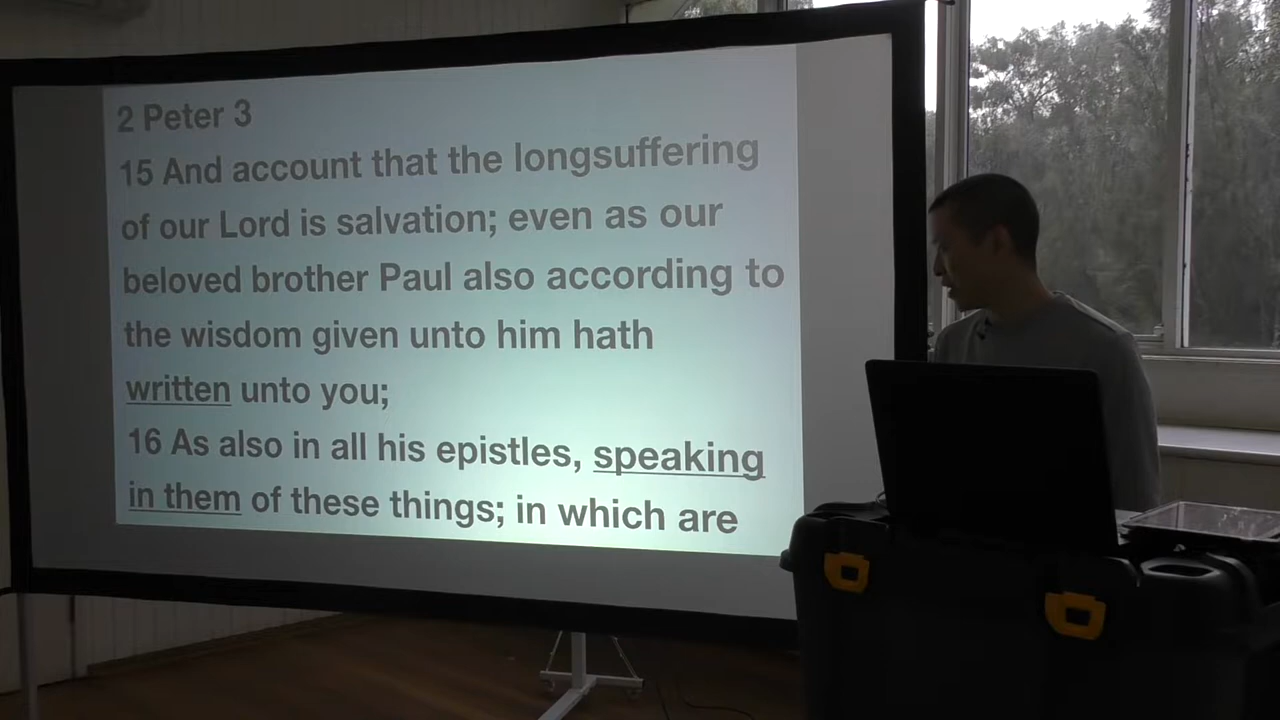 2 Peter 3
15 And account that the longsuffering
of our Lord is salvation; even as our
beloved brother Paul also according to
the wisdom given unto him hath
written unto you;
16 As also in all his epistles, speaking
in them of these things; in which are